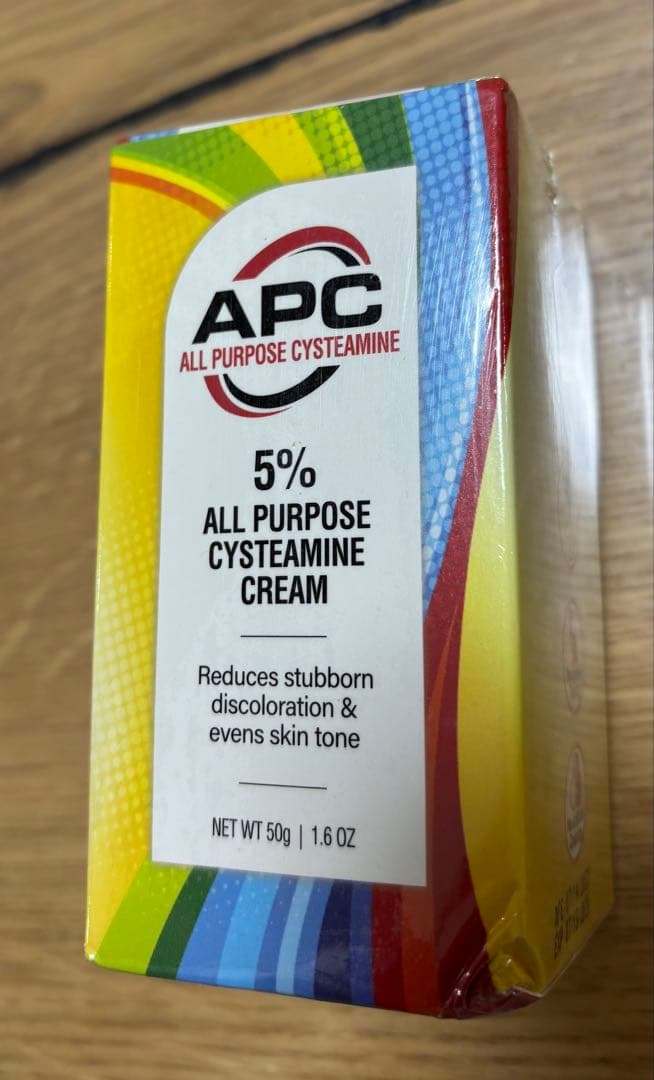 APC
ALL PURPOSE CYSTEAMINE
5%
ALL PURPOSE
CYSTEAMINE
CREAM
Reduces stubborn
discoloration &
evens skin tone
NET WT 50g | 1.6 OZ